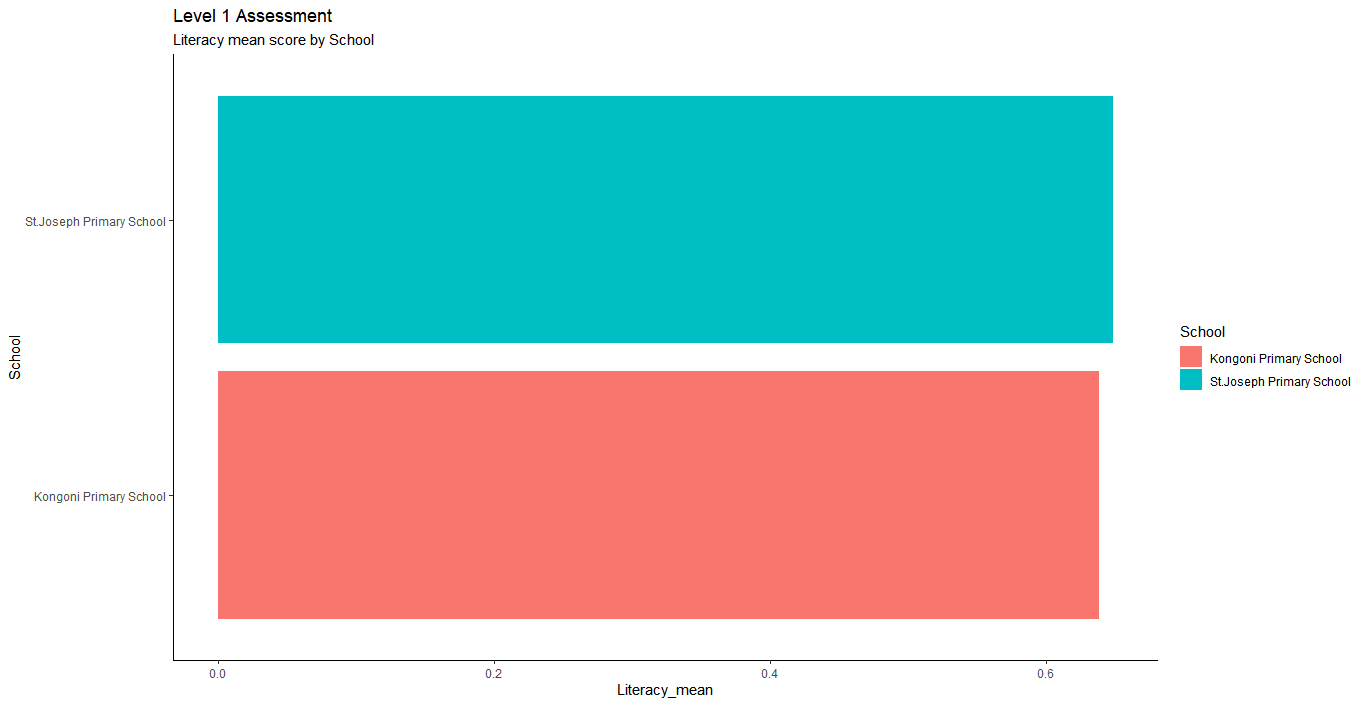 Level 1 Assessment
Literacy mean score by School
School
St.Joseph Primary School
Kongoni Primary School
0.0 0.2 0.4 0.6
Literacy_mean
School
Kongoni Primary School
St.Joseph Primary School